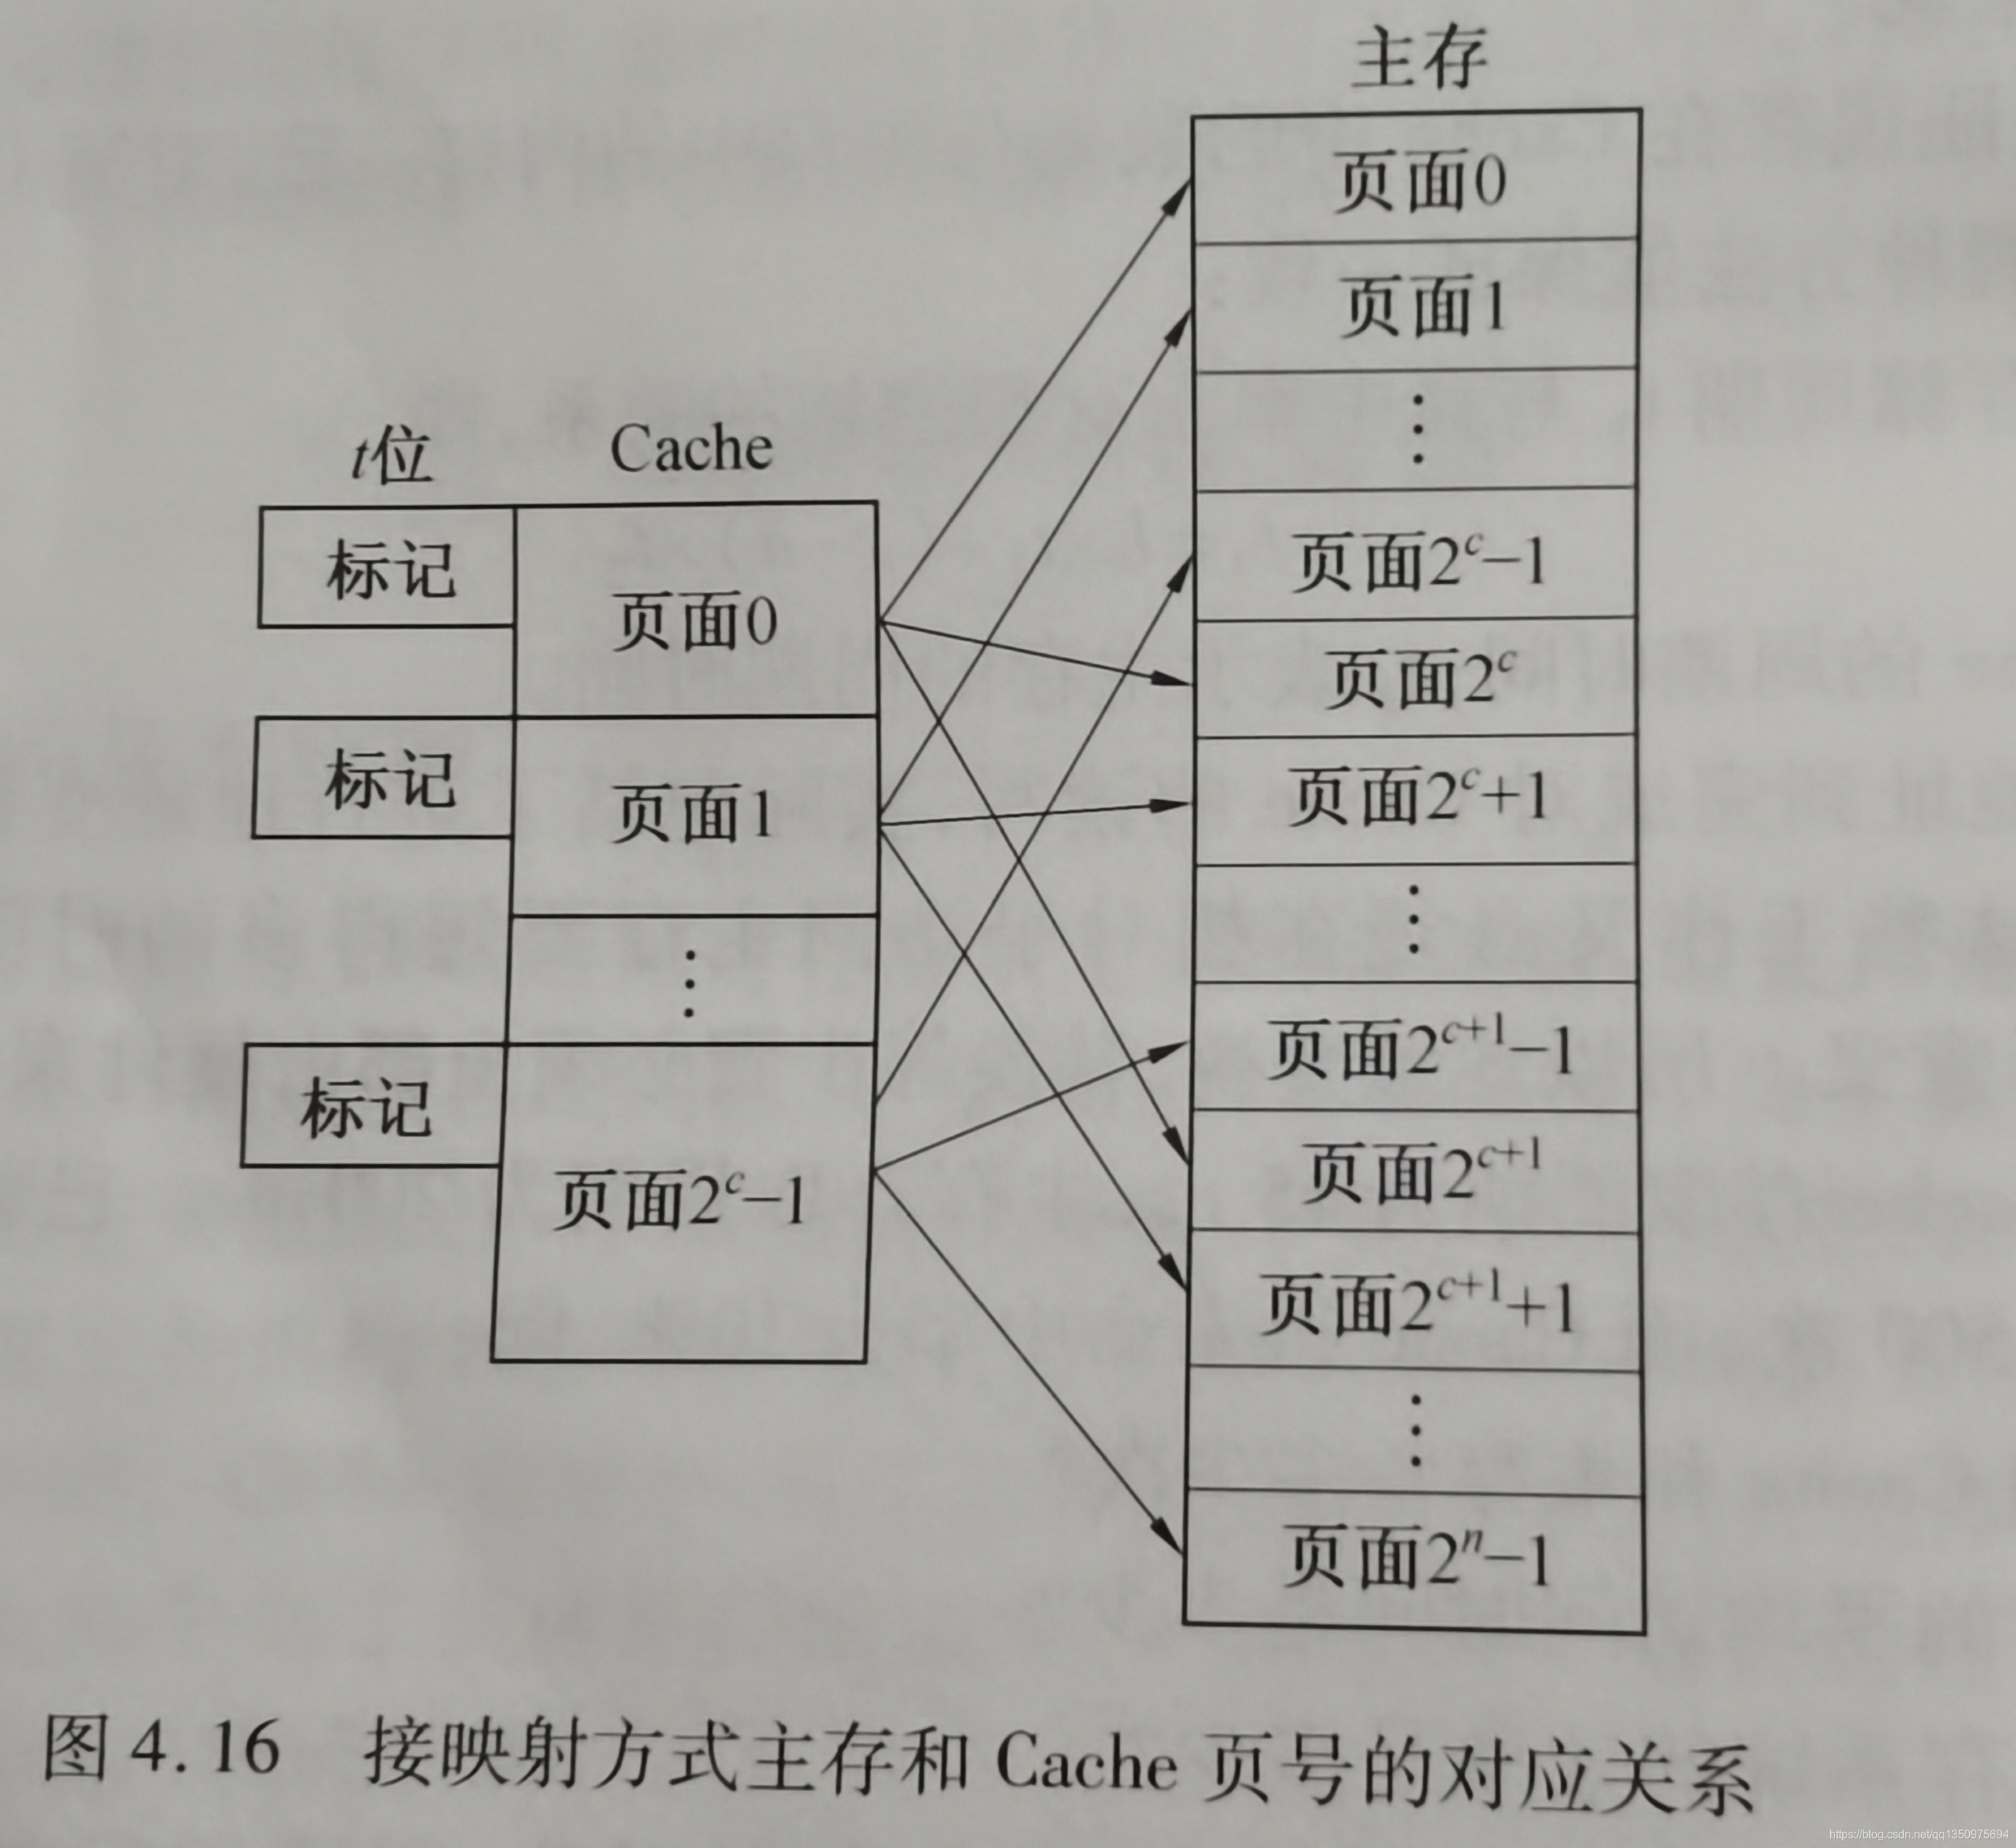 主存
页面0
页面1
⋮
页面2^c−1
页面2^c
页面2^c+1
⋮
页面2^{c+1}−1
页面2^{c+1}
页面2^{c+1}+1
⋮
页面2^n−1
t位 Cache
标记 页面0
标记 页面1
⋮
标记 页面2^c−1
图4.16 接映射方式主存和 Cache 页号的对应关系
https://blog.csdn.net/qq1350975694